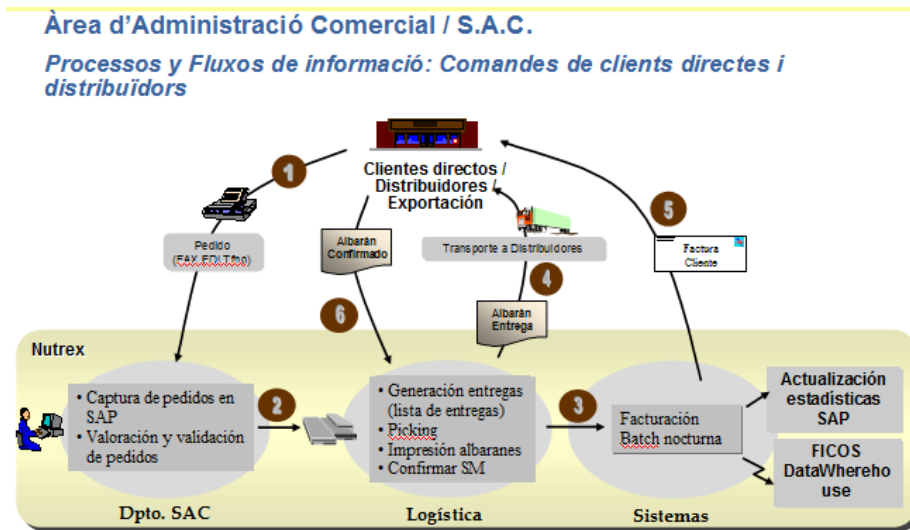 Àrea d'Administració Comercial / S.A.C.
Processos y Fluxos de informació: Comandes de clients directes i
distribuïdors
1
Clientes directos /
Distribuidores /
Exportación
5
Pedido
(FAX,EDI,Tfno)
Albarán
Confirmado
Transporte a Distribuidores
Factura
Cliente
4
6
Albarán
Entrega
Nutrex
• Captura de pedidos en
SAP
• Valoración y validación
de pedidos
2
• Generación entregas
(lista de entregas)
• Picking
• Impresión albaranes
• Confirmar SM
3
Facturación
Batch nocturna
Actualización
estadísticas
SAP
FICOS
DataWhereho
use
Dpto. SAC
Logística
Sistemas